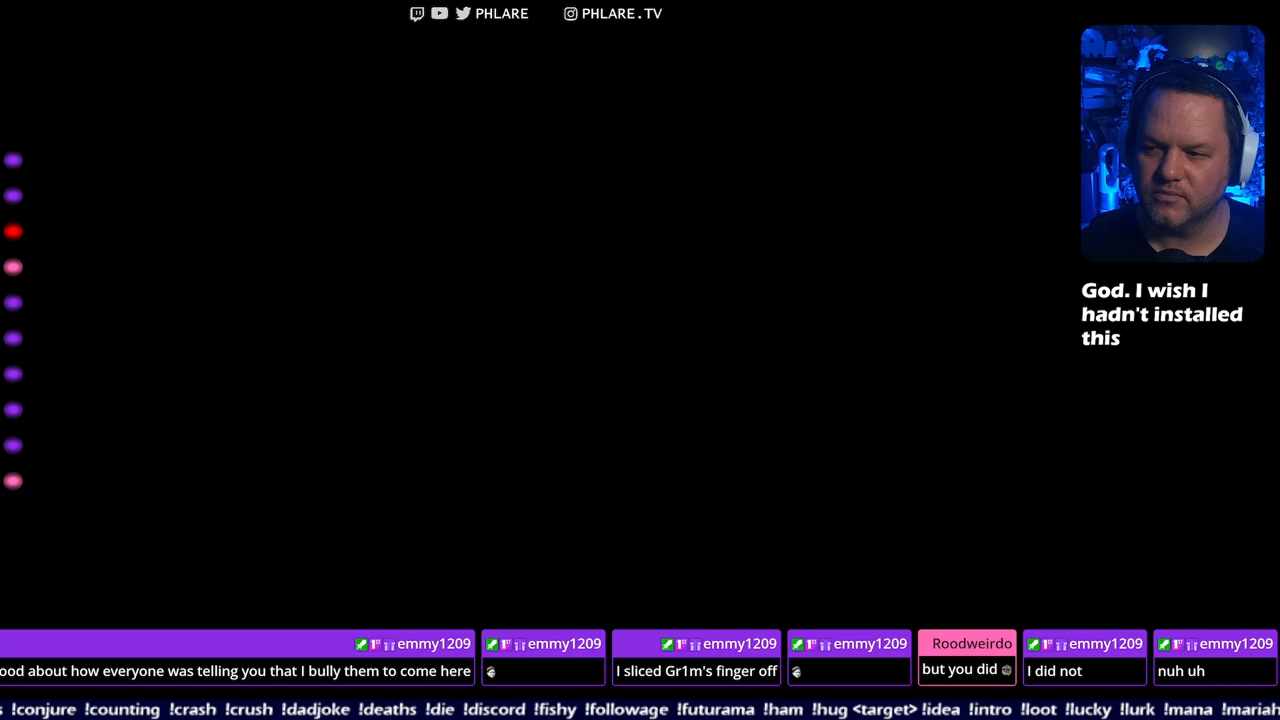 PHLARE PHLARE.TV
God. I wish I
hadn't installed
this
emmy1209 emmy1209 emmy1209 emmy1209 Roodweirdo emmy1209 emmy1209
ood about how everyone was telling you that I bully them to come here I sliced Gr1m's finger off but you did I did not nuh uh
s !conjure !counting !crash !crush !dadjoke !deaths !die !discord !fishy !followage !futurama !ham !hug <target> !idea !intro !loot !lucky !lurk !mana !mariah